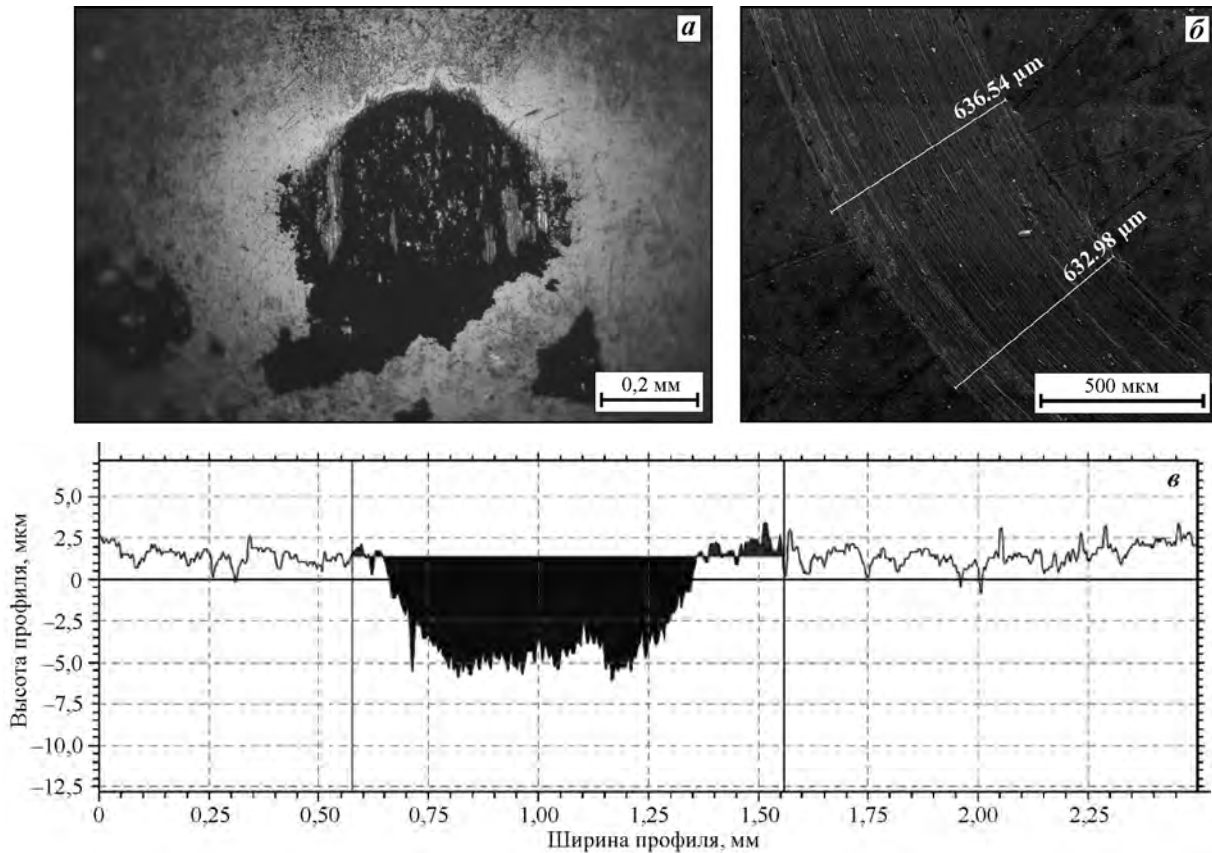 а
0,2 мм
б
636.54 µm
632.98 µm
500 мкм
в
Высота профиля, мкм
5,0
2,5
0
–2,5
–5,0
–7,5
–10,0
–12,5
0 0,25 0,50 0,75 1,00 1,25 1,50 1,75 2,00 2,25
Ширина профиля, мм